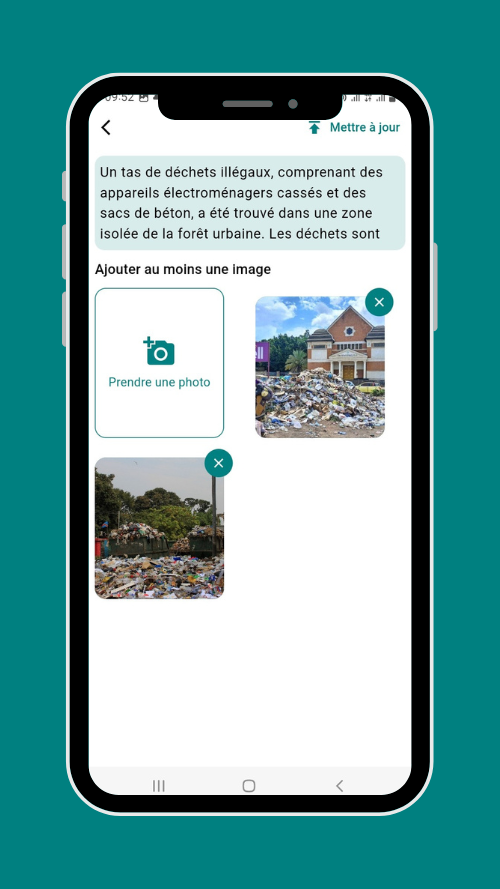 09:52
Mettre à jour
Un tas de déchets illégaux, comprenant des
appareils électroménagers cassés et des
sacs de béton, a été trouvé dans une zone
isolée de la forêt urbaine. Les déchets sont
Ajouter au moins une image
Prendre une photo
ell